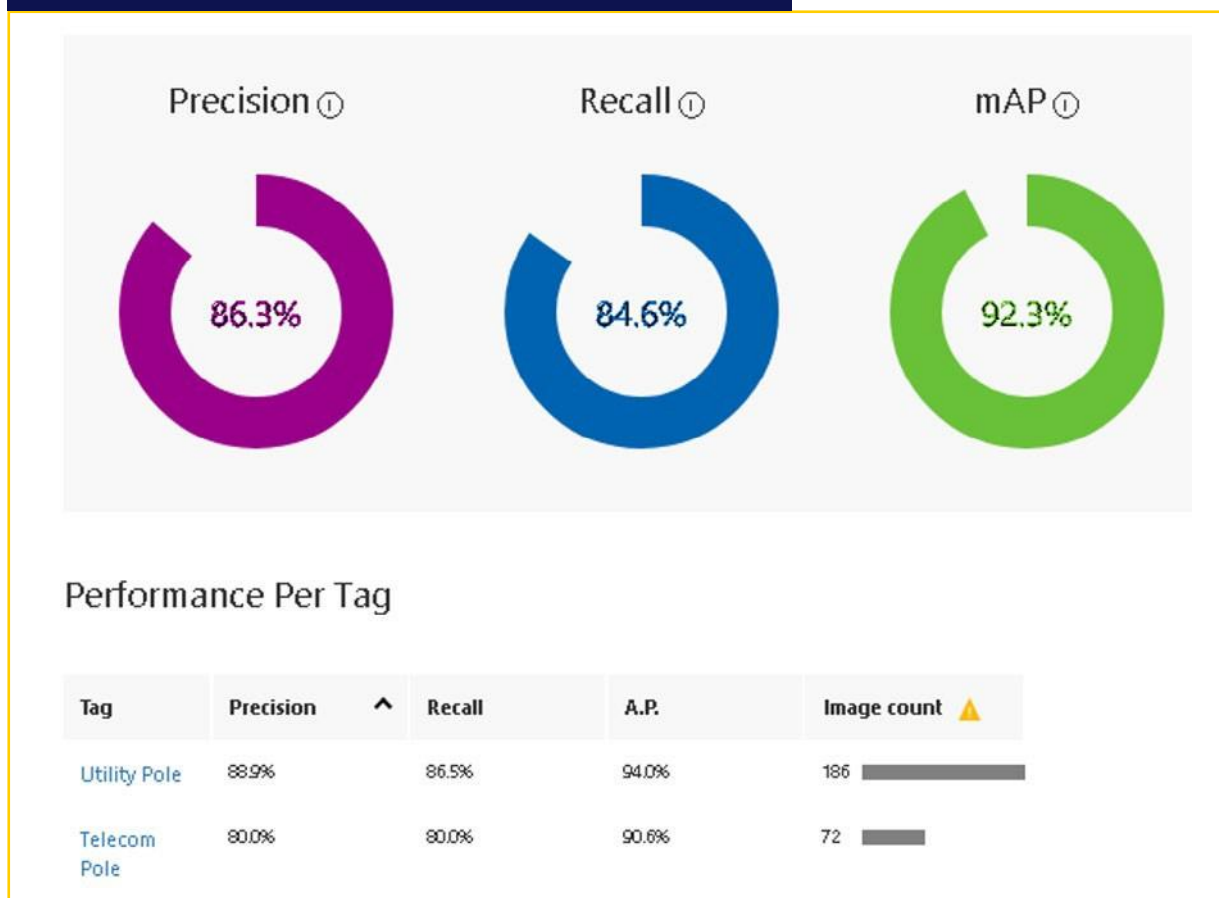 Precision Recall mAP
86.3% 84.6% 92.3%
Performance Per Tag
Tag Precision Recall A.P. Image count
Utility Pole 88.9% 86.5% 94.0% 186
Telecom 80.0% 80.0% 90.6% 72
Pole